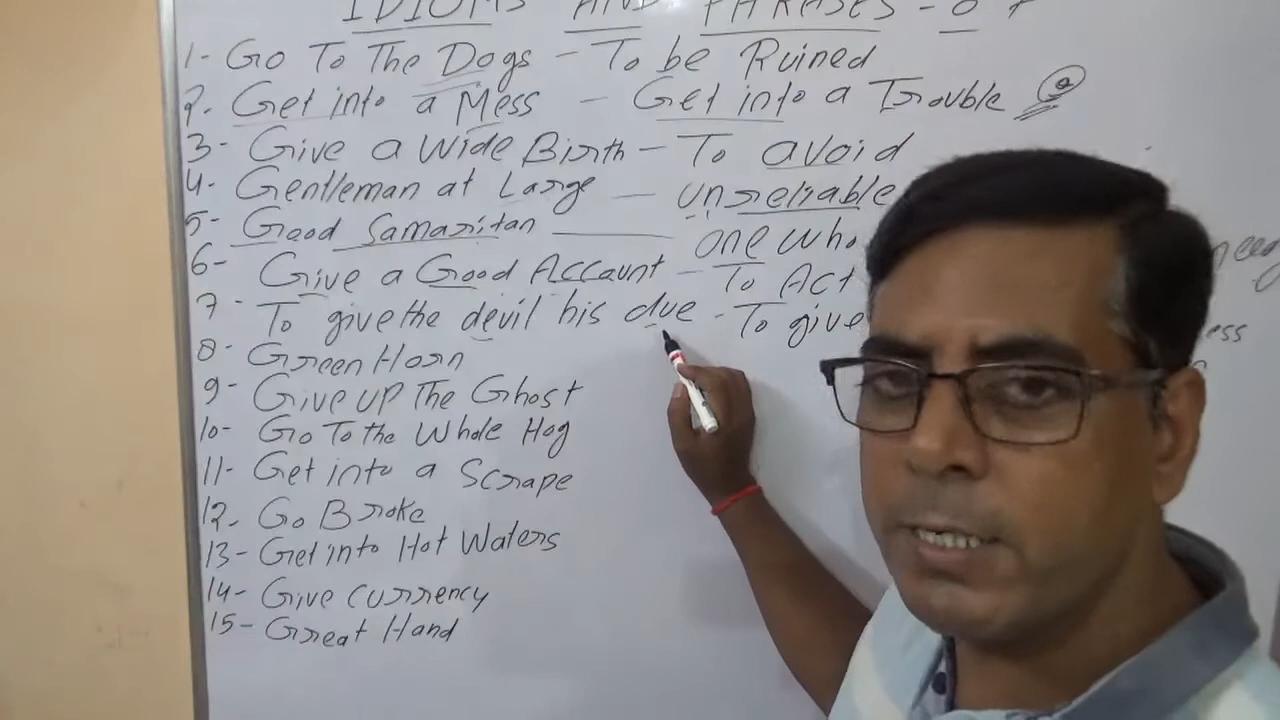 IDIOMS AND PHRASES - 07
1- Go To The Dogs - To be Ruined
2. Get into a Mess - Get into a Trouble
3- Give a Wide Birth - To avoid
4- Gentleman at Large - unreliable
5- Good Samaritan - one who
6- Give a Good Account - To Act
7- To give the devil his due - To give
8- Green Horn
9- Give up The Ghost
10- Go To the Whole Hog
11- Get into a Scrape
12. Go Broke
13- Get into Hot Waters
14- Give currency
15- Great Hand